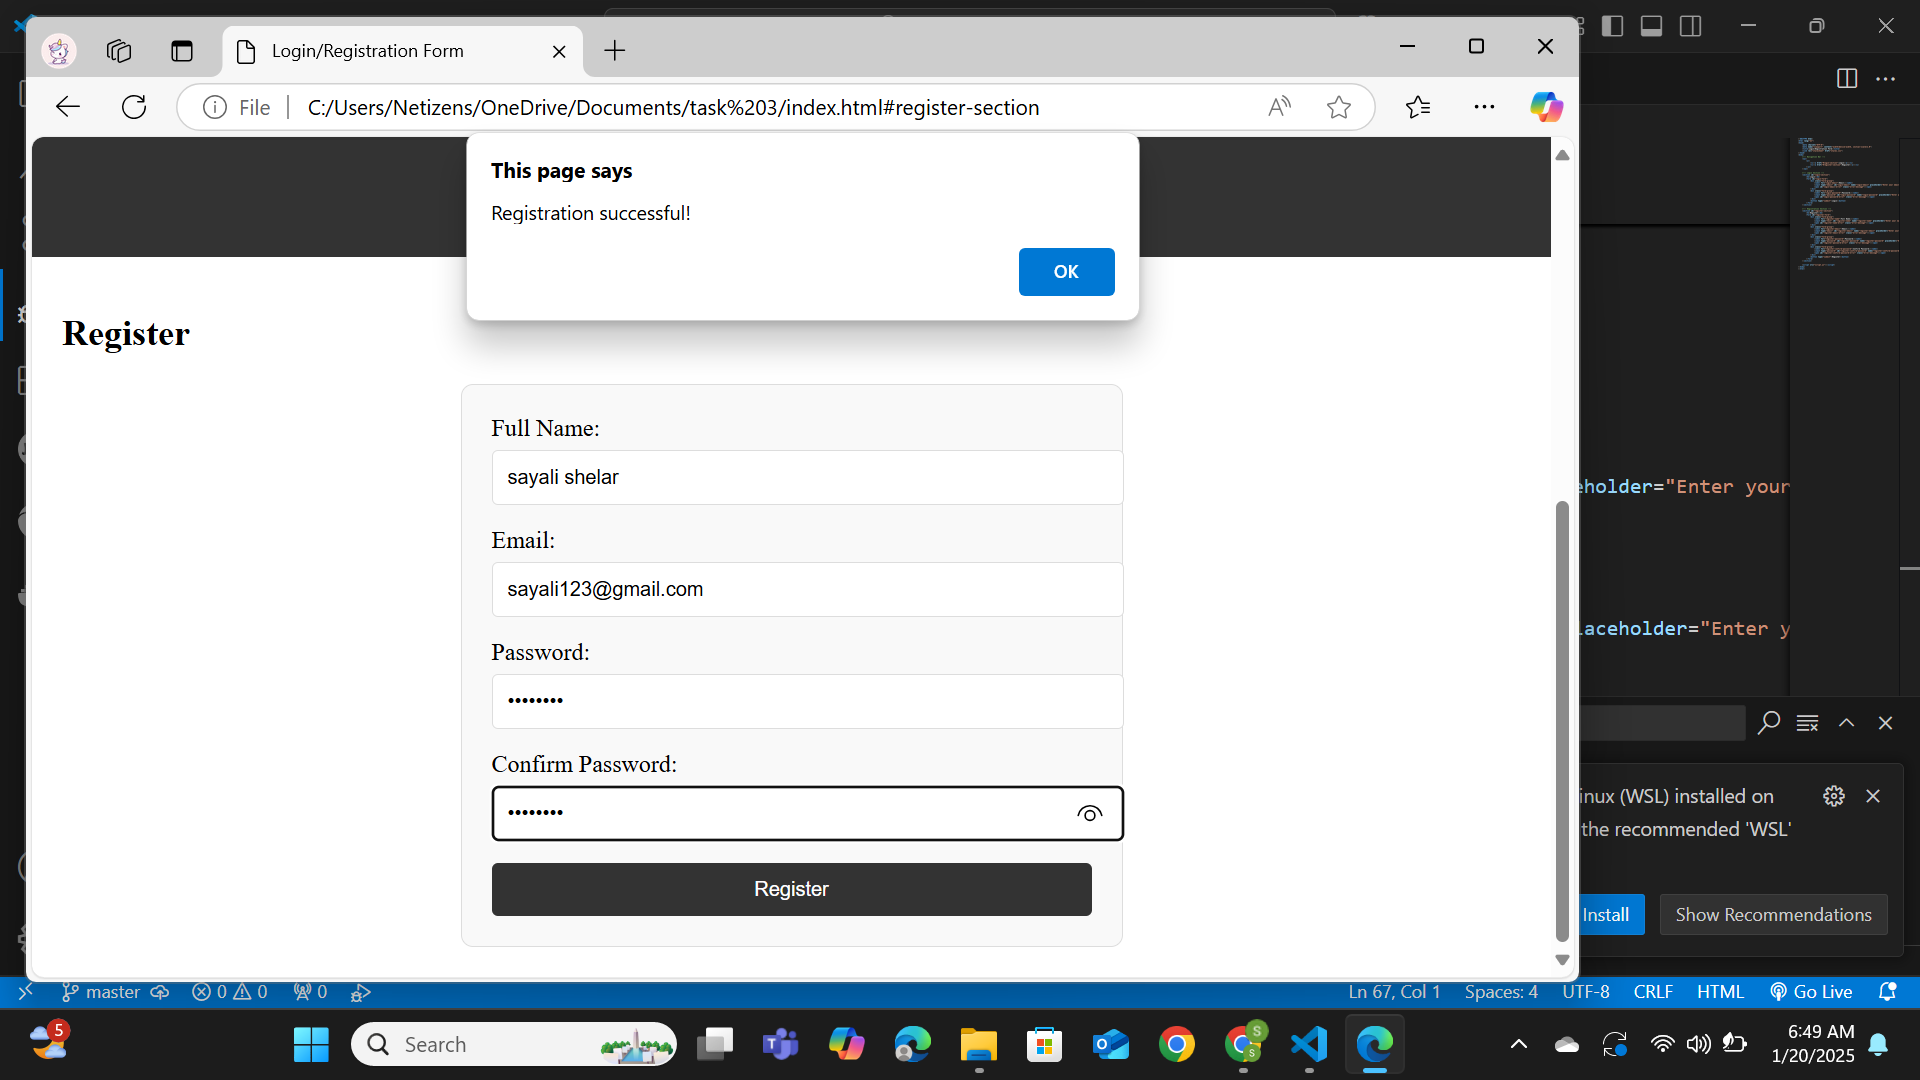 Login/Registration Form
File
C:/Users/Netizens/OneDrive/Documents/task%203/index.html#register-section
This page says
Registration successful!
OK
Register
Full Name:
sayali shelar
Email:
sayali123@gmail.com
Password:
••••••••
Confirm Password:
••••••••
Register
eholder="Enter your
laceholder="Enter y
inux (WSL) installed on
the recommended 'WSL'
Install
Show Recommendations
master
0
0
0
Ln 67, Col 1
Spaces: 4
UTF-8
CRLF
HTML
Go Live
5
Search
S
S
6:49 AM
1/20/2025